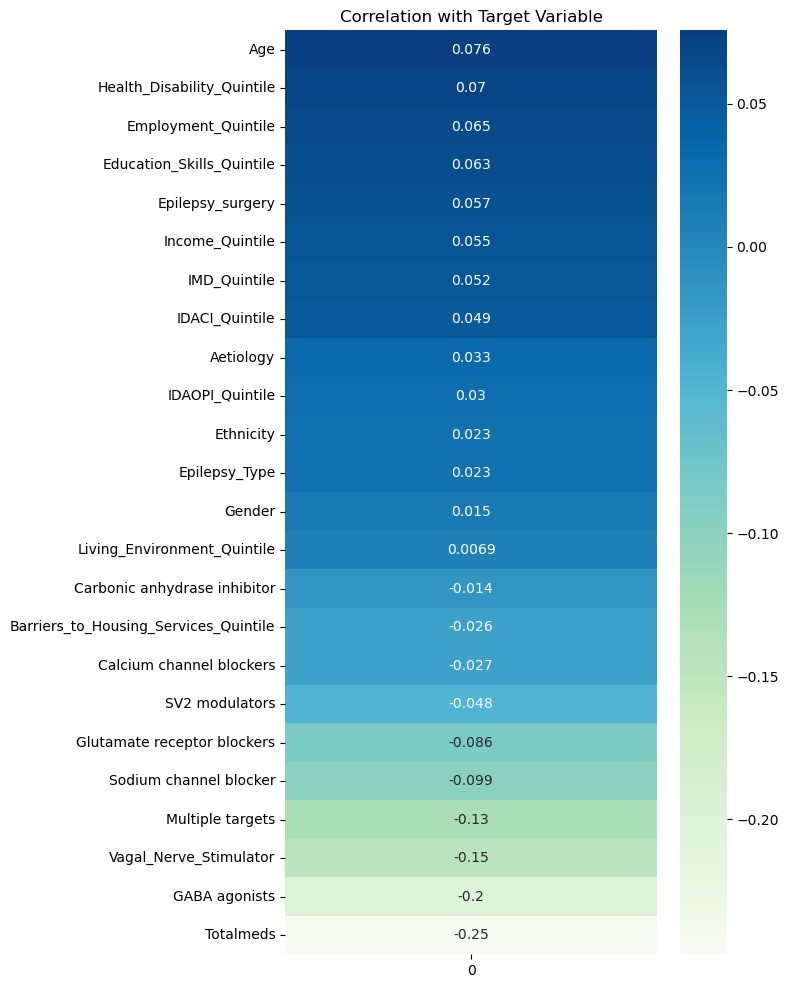 Correlation with Target Variable
Age 0.076
Health_Disability_Quintile 0.07
Employment_Quintile 0.065
Education_Skills_Quintile 0.063
Epilepsy_surgery 0.057
Income_Quintile 0.055
IMD_Quintile 0.052
IDACI_Quintile 0.049
Aetiology 0.033
IDAOPI_Quintile 0.03
Ethnicity 0.023
Epilepsy_Type 0.023
Gender 0.015
Living_Environment_Quintile 0.0069
Carbonic anhydrase inhibitor -0.014
Barriers_to_Housing_Services_Quintile -0.026
Calcium channel blockers -0.027
SV2 modulators -0.048
Glutamate receptor blockers -0.086
Sodium channel blocker -0.099
Multiple targets -0.13
Vagal_Nerve_Stimulator -0.15
GABA agonists -0.2
Totalmeds -0.25
0
0.05
0.00
−0.05
−0.10
−0.15
−0.20